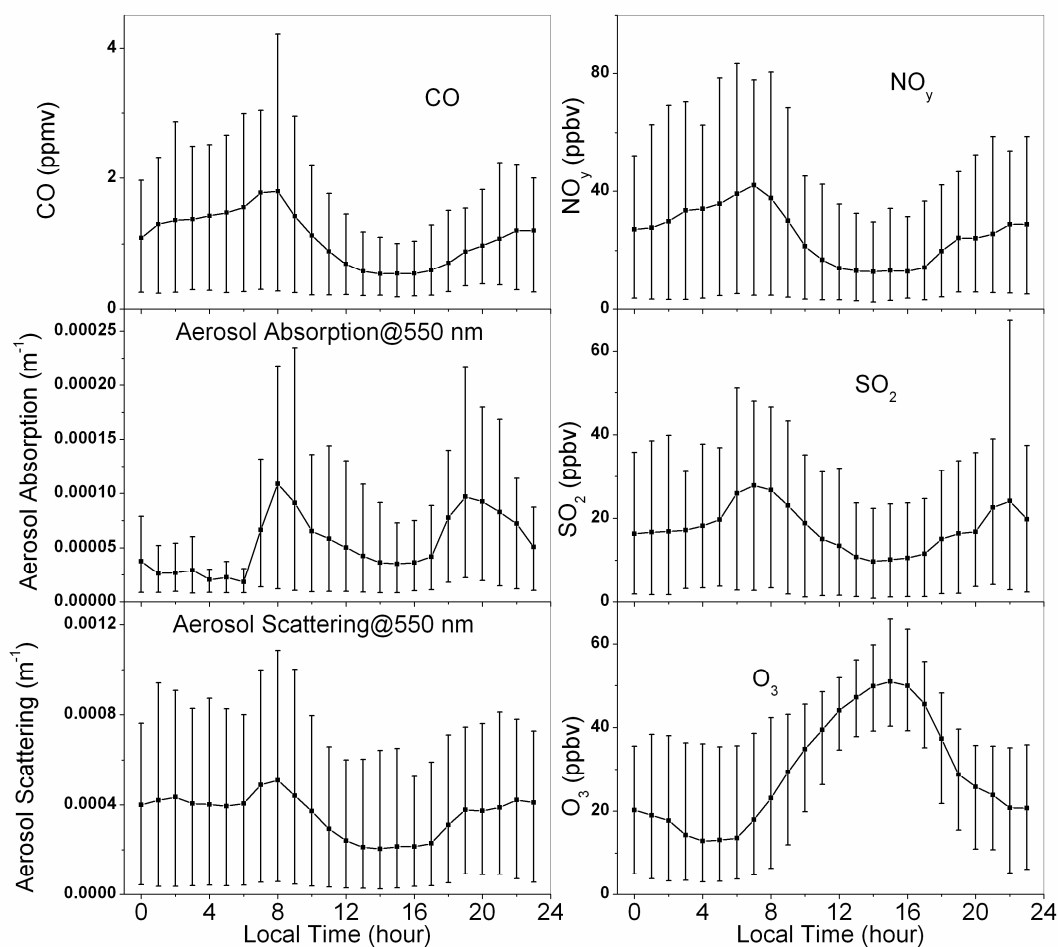 CO (ppmv)
4
2
0
CO
NOy (ppbv)
80
40
0
NOy
Aerosol Absorption (m-1)
0.00025
0.00020
0.00015
0.00010
0.00005
0.00000
Aerosol Absorption@550 nm
SO2 (ppbv)
60
40
20
0
SO2
Aerosol Scattering (m-1)
0.0012
0.0008
0.0004
0.0000
Aerosol Scattering@550 nm
O3 (ppbv)
60
40
20
0
O3
0 4 8 12 16 20 24
Local Time (hour)
0 4 8 12 16 20 24
Local Time (hour)